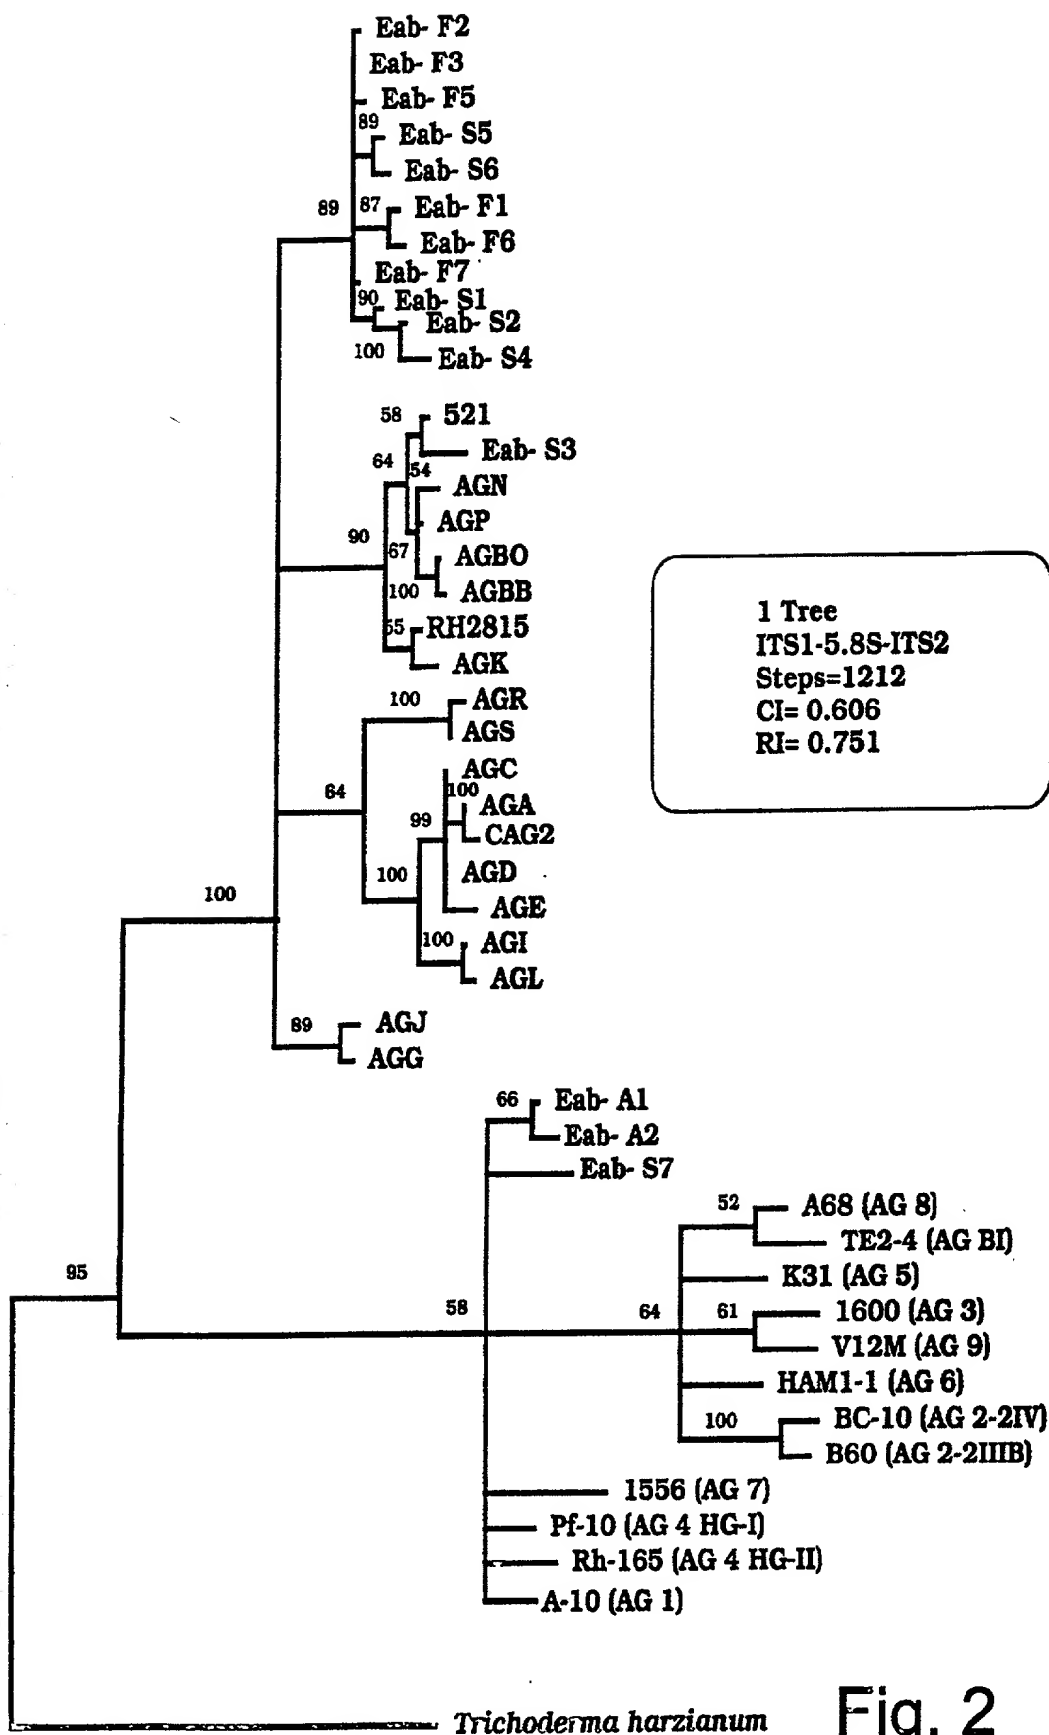 Eab- F2
Eab- F3
Eab- F5
89
Eab- S5
Eab- S6
89
87
Eab- F1
Eab- F6
Eab- F7
90
Eab- S1
Eab- S2
100
Eab- S4
58
521
Eab- S3
64
54
AGN
AGP
90
67
AGBO
100
AGBB
55
RH2815
AGK
100
AGR
AGS
AGC
100
64
AGA
99
CAG2
100
AGD
100
AGE
100
AGI
AGL
89
AGJ
AGG
1 Tree
ITS1-5.8S-ITS2
Steps=1212
CI= 0.606
RI= 0.751
66
Eab- A1
Eab- A2
Eab- S7
52
A68 (AG 8)
TE2-4 (AG BI)
95
K31 (AG 5)
58
64
61
1600 (AG 3)
V12M (AG 9)
HAM1-1 (AG 6)
100
BC-10 (AG 2-2IV)
B60 (AG 2-2IIIB)
1556 (AG 7)
Pf-10 (AG 4 HG-I)
Rh-165 (AG 4 HG-II)
A-10 (AG 1)
Trichoderma harzianum
Fig. 2